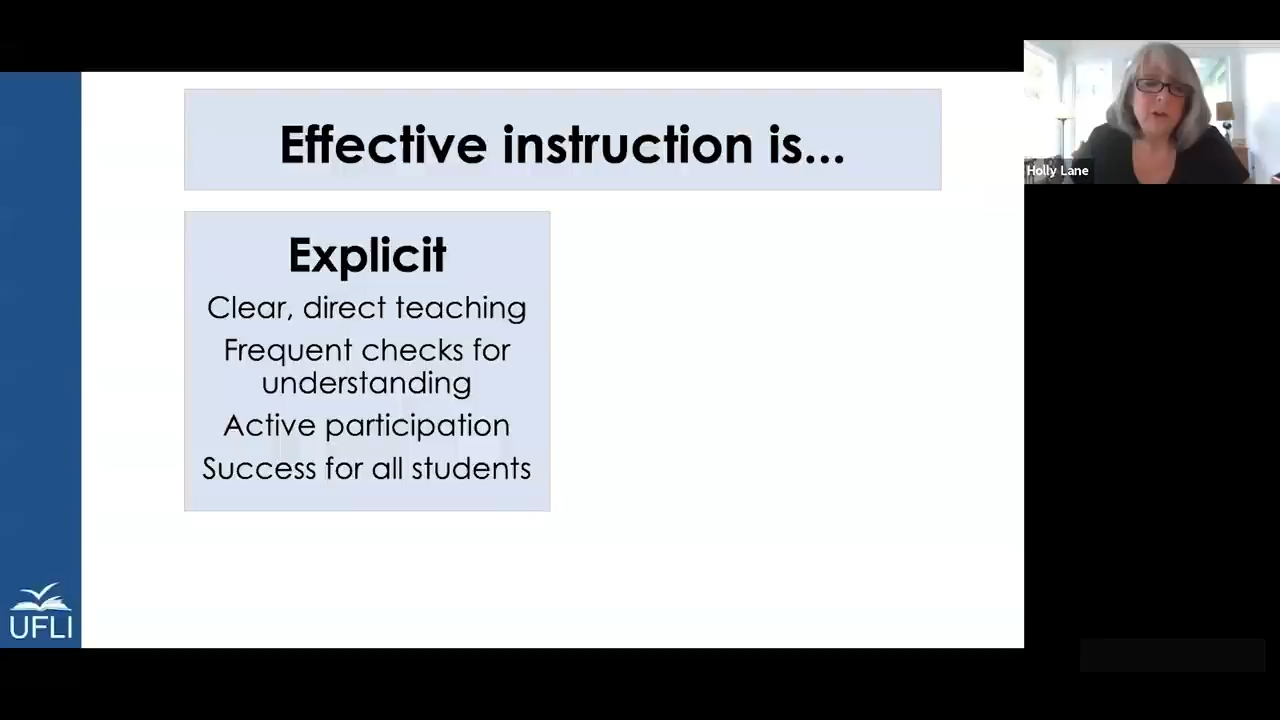 Effective instruction is...
Holly Lane
Explicit
Clear, direct teaching
Frequent checks for
understanding
Active participation
Success for all students
UFLI